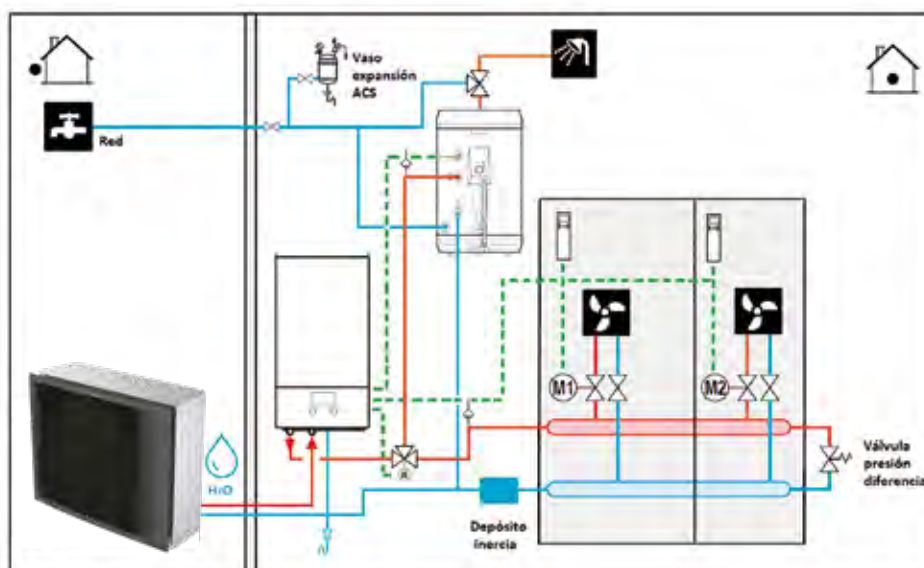 Vaso
expansión
ACS
Red
H2O
M1
M2
Válvula
presión
diferencia
Depósito
inercia